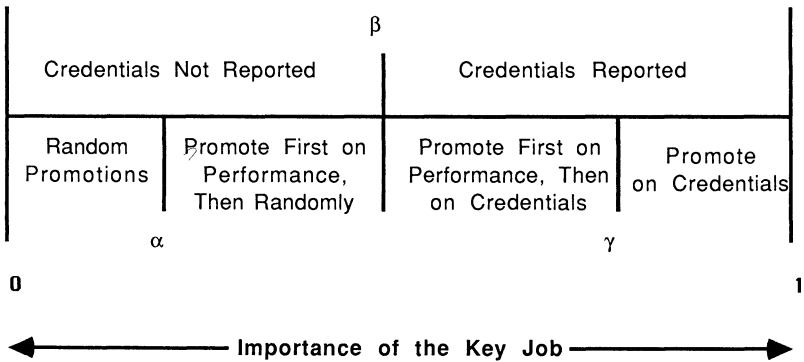 β
Credentials Not Reported
Credentials Reported
Random
Promotions
Promote First on
Performance,
Then Randomly
Promote First on
Performance, Then
on Credentials
Promote
on Credentials
α
γ
0
1
Importance of the Key Job